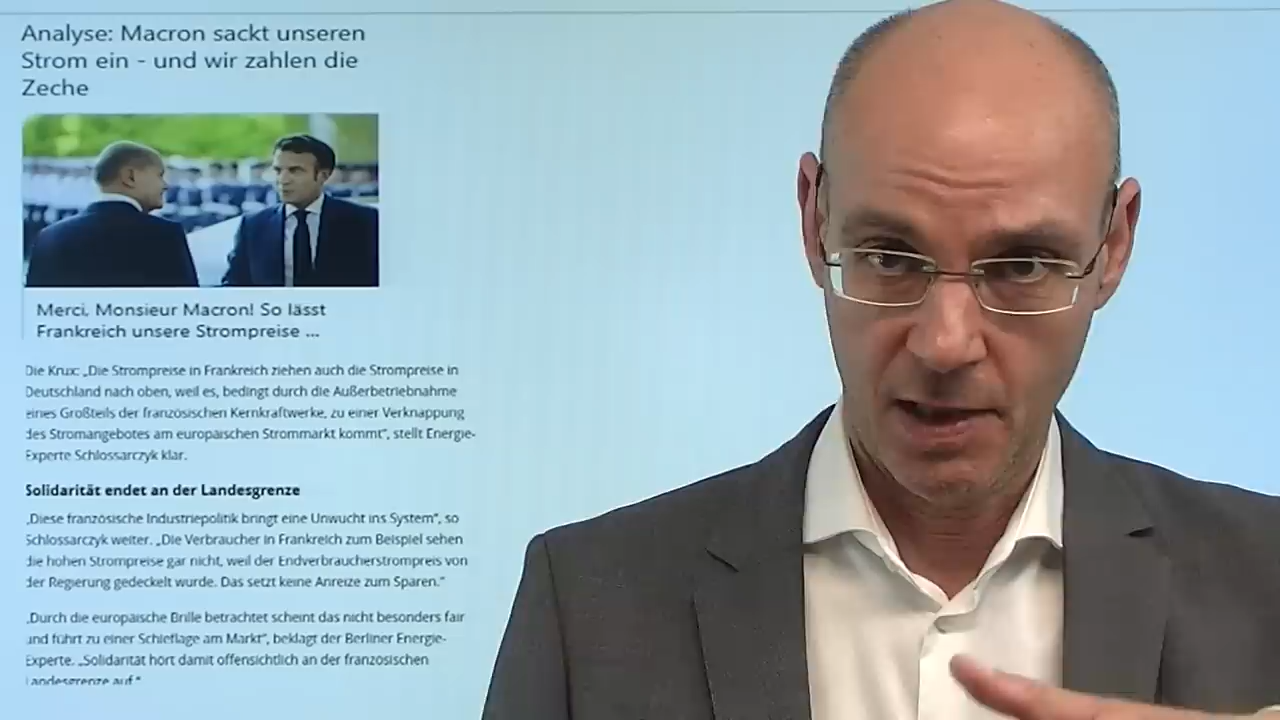 Analyse: Macron sackt unseren
Strom ein - und wir zahlen die
Zeche
Merci, Monsieur Macron! So lässt
Frankreich unsere Strompreise ...
Die Krux: „Die Strompreise in Frankreich ziehen auch die Strompreise in
Deutschland nach oben, weil es, bedingt durch die Außerbetriebnahme
eines Großteils der französischen Kernkraftwerke, zu einer Verknappung
des Stromangebotes am europäischen Strommarkt kommt“, stellt Energie-
Experte Schlossarczyk klar.
Solidarität endet an der Landesgrenze
„Diese französische Industriepolitik bringt eine Unwucht ins System“, so
Schlossarczyk weiter. „Die Verbraucher in Frankreich zum Beispiel sehen
die hohen Strompreise gar nicht, weil der Endverbraucherstrompreis von
der Regierung gedeckelt wurde. Das setzt keine Anreize zum Sparen.“
„Durch die europäische Brille betrachtet scheint das nicht besonders fair
und führt zu einer Schieflage am Markt“, beklagt der Berliner Energie-
Experte. „Solidarität hört damit offensichtlich an der französischen
Landesgrenze auf.“